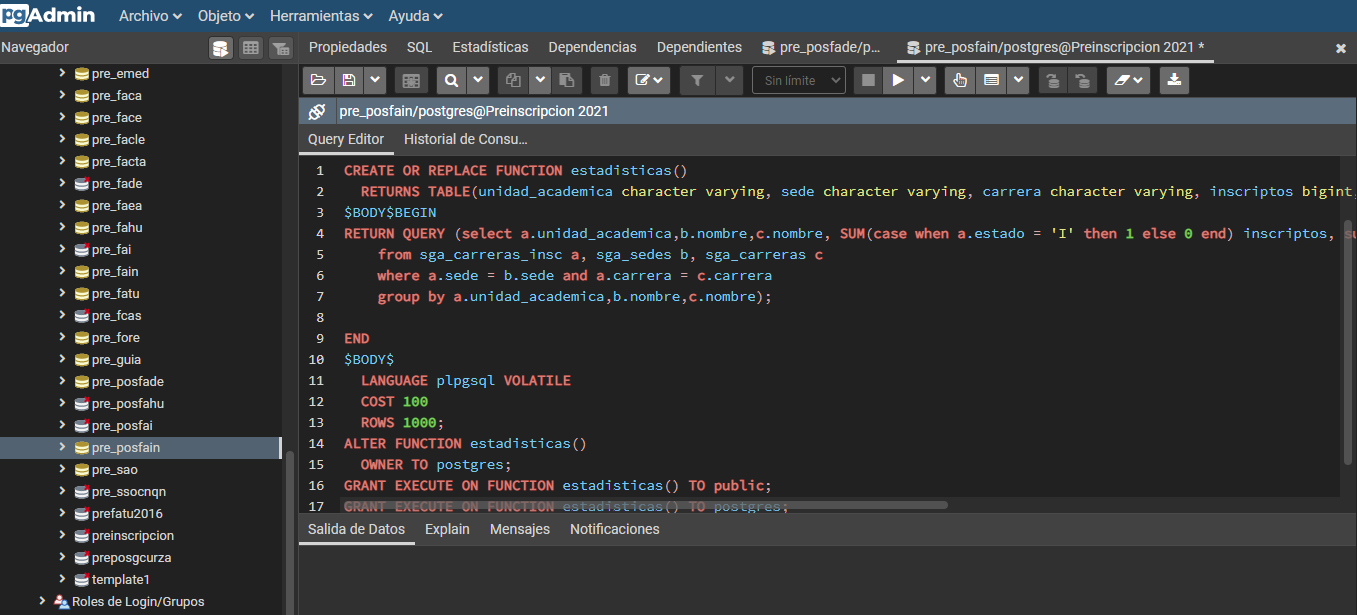 pgAdmin Archivo Objeto Herramientas Ayuda
Navegador
Propiedades SQL Estadísticas Dependencias Dependientes pre_posfade/p... pre_posfain/postgres@Preinscripcion 2021 *
Sin límite
pre_posfain/postgres@Preinscripcion 2021
Query Editor Historial de Consu...
pre_emed
pre_faca
pre_face
pre_facle
pre_facta
pre_fade
pre_faea
pre_fahu
pre_fai
pre_fain
pre_fatu
pre_fcas
pre_fore
pre_guia
pre_posfade
pre_posfahu
pre_posfai
pre_posfain
pre_sao
pre_ssocnqn
prefatu2016
preinscripcion
preposgcurza
template1
Roles de Login/Grupos
1 CREATE OR REPLACE FUNCTION estadisticas()
2 RETURNS TABLE(unidad_academica character varying, sede character varying, carrera character varying, inscriptos bigint,
3 $BODY$BEGIN
4 RETURN QUERY (select a.unidad_academica,b.nombre,c.nombre, SUM(case when a.estado = 'I' then 1 else 0 end) inscriptos, su
5 from sga_carreras_insc a, sga_sedes b, sga_carreras c
6 where a.sede = b.sede and a.carrera = c.carrera
7 group by a.unidad_academica,b.nombre,c.nombre);
8
9 END
10 $BODY$
11 LANGUAGE plpgsql VOLATILE
12 COST 100
13 ROWS 1000;
14 ALTER FUNCTION estadisticas()
15 OWNER TO postgres;
16 GRANT EXECUTE ON FUNCTION estadisticas() TO public;
17 GRANT EXECUTE ON FUNCTION estadisticas() TO postgres;
Salida de Datos Explain Mensajes Notificaciones